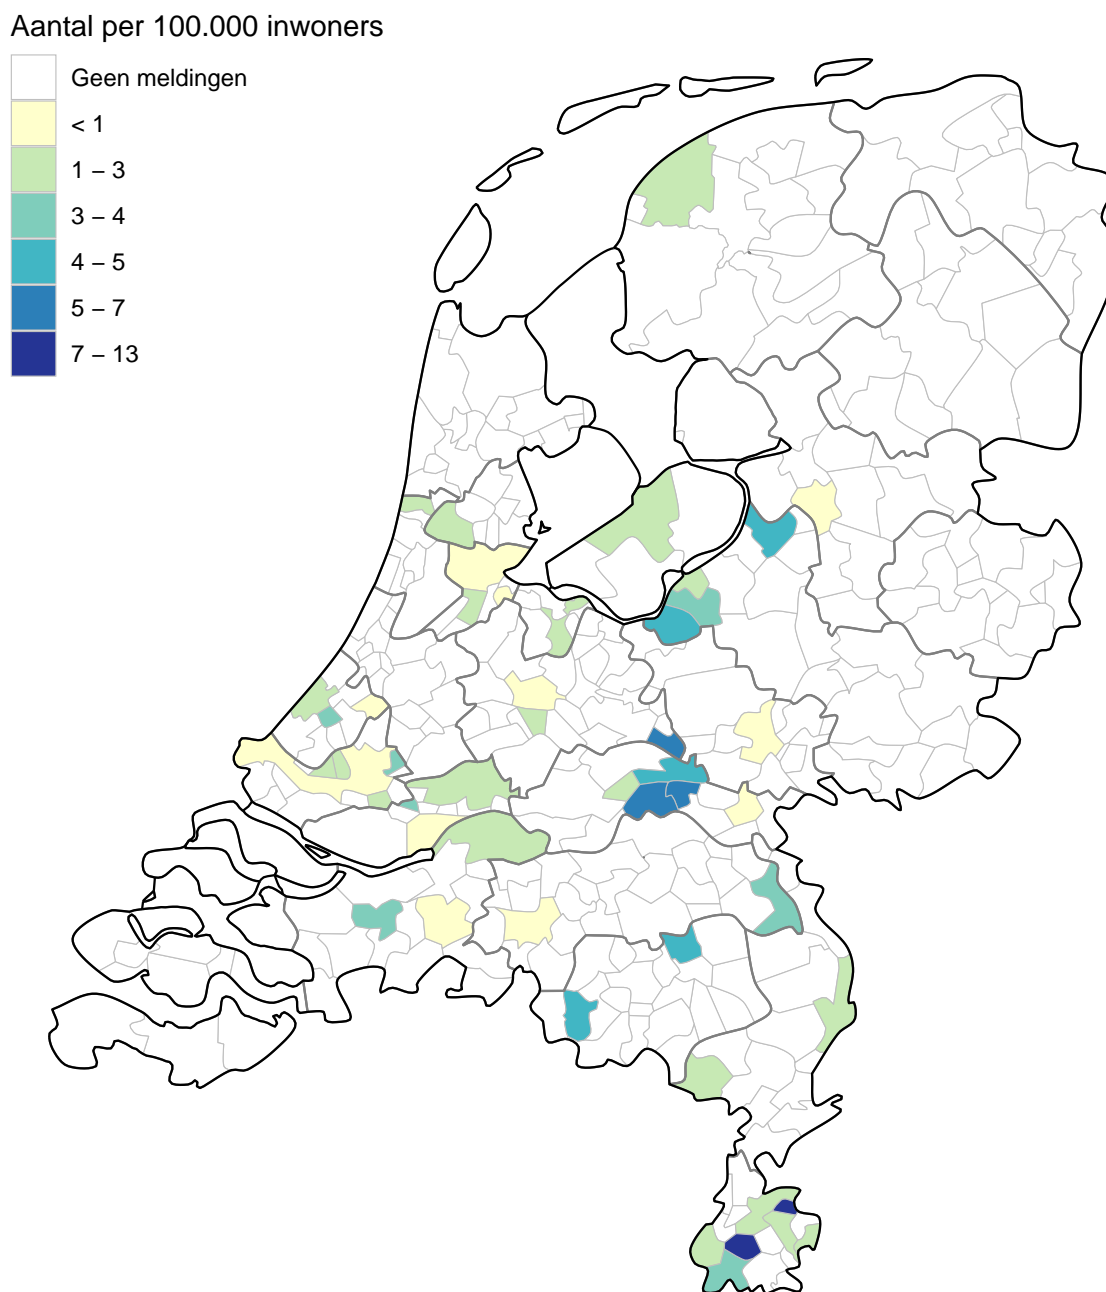 Aantal per 100.000 inwoners
Geen meldingen
< 1
1 – 3
3 – 4
4 – 5
5 – 7
7 – 13